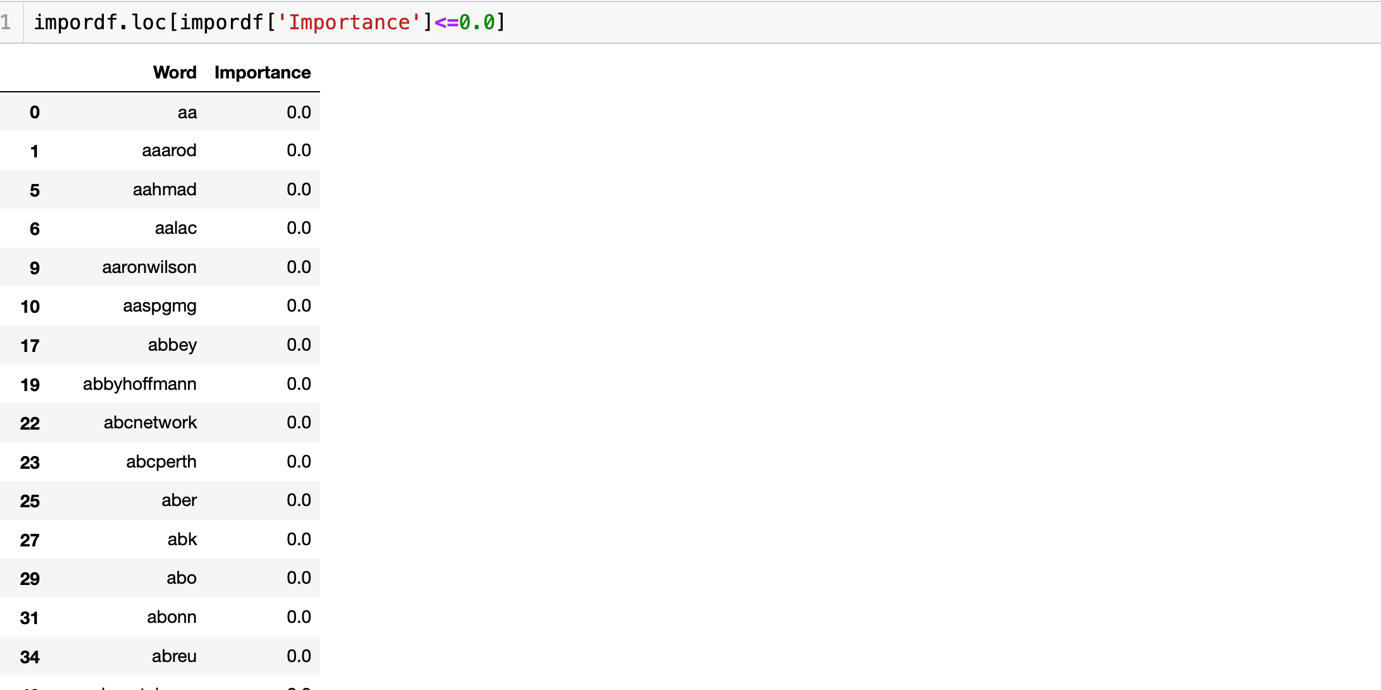 1 impordf.loc[impordf['Importance']<=0.0]
Word Importance
0 aa 0.0
1 aaarod 0.0
5 aahmad 0.0
6 aalac 0.0
9 aaronwilson 0.0
10 aaspgmg 0.0
17 abbey 0.0
19 abbyhoffmann 0.0
22 abcnetwork 0.0
23 abcperth 0.0
25 aber 0.0
27 abk 0.0
29 abo 0.0
31 abonn 0.0
34 abreu 0.0